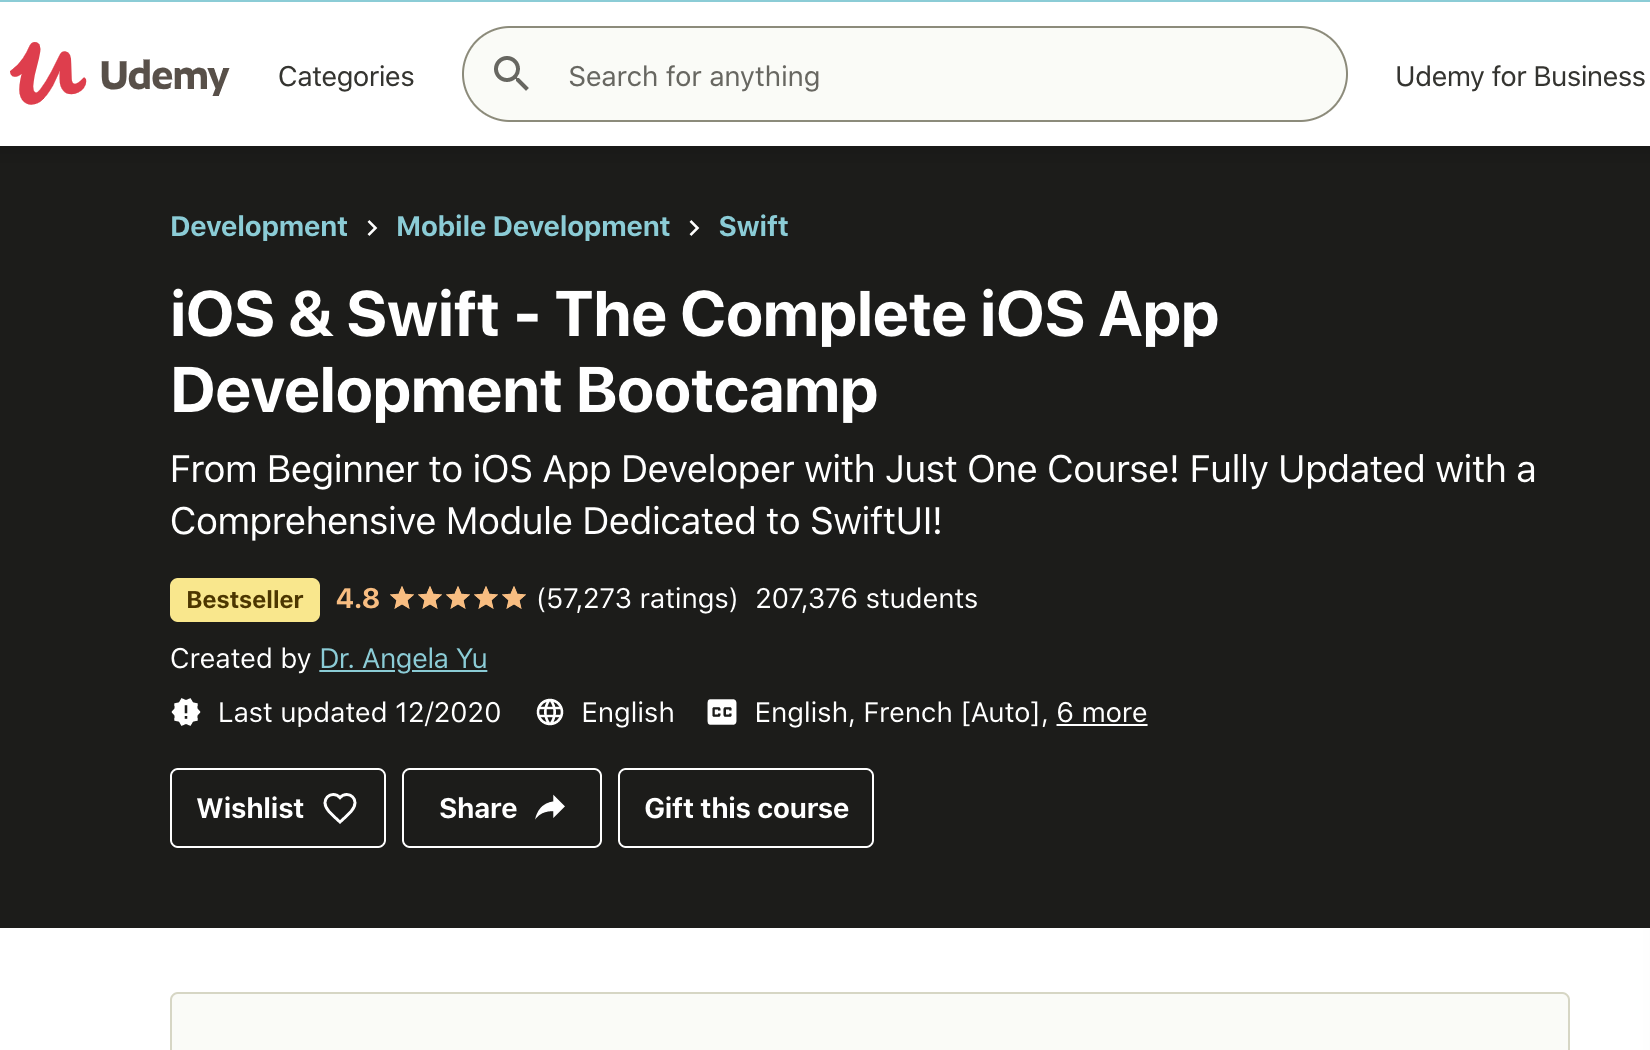 Udemy Categories Search for anything Udemy for Business
Development > Mobile Development > Swift
iOS & Swift - The Complete iOS App
Development Bootcamp
From Beginner to iOS App Developer with Just One Course! Fully Updated with a
Comprehensive Module Dedicated to SwiftUI!
Bestseller 4.8 (57,273 ratings) 207,376 students
Created by Dr. Angela Yu
Last updated 12/2020 English CC English, French [Auto], 6 more
Wishlist Share Gift this course